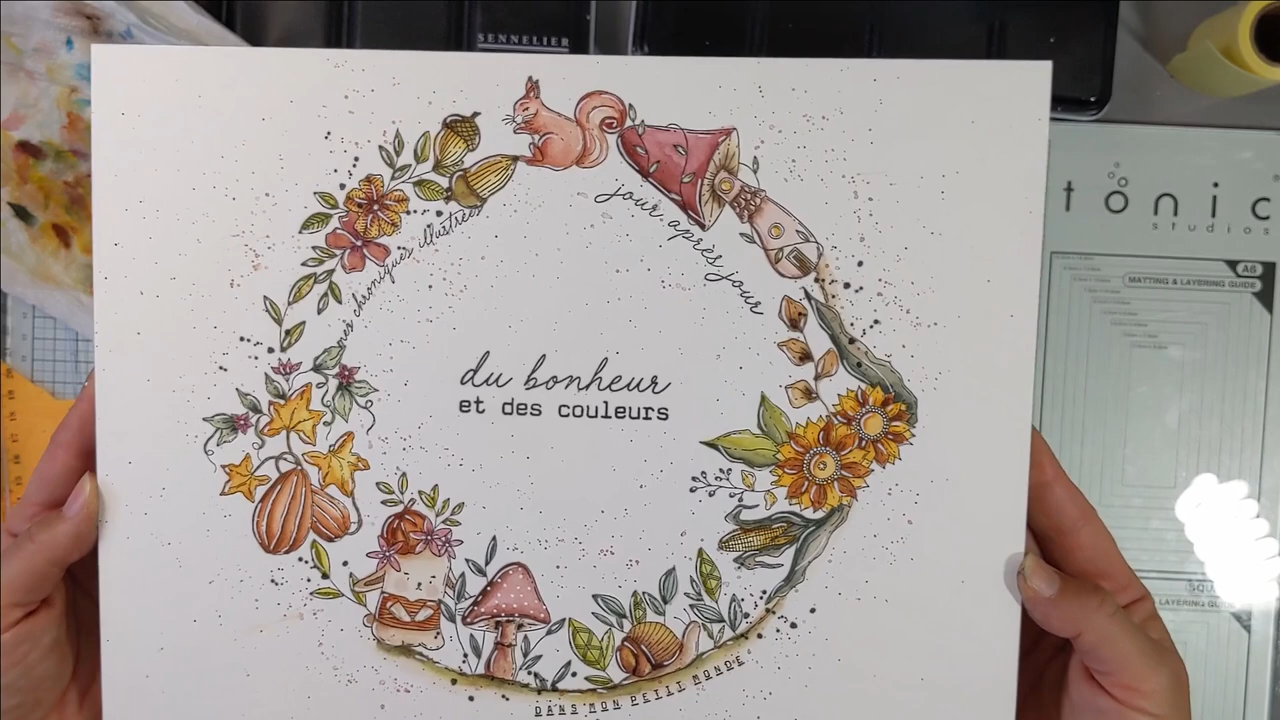 SENNELIER
mes chroniques illustrées
jour après jour
du bonheur
et des couleurs
DANS MON PETIT MONDE
tonic
studios
A6
MATTING & LAYERING GUIDE
LAYERING GUIDE